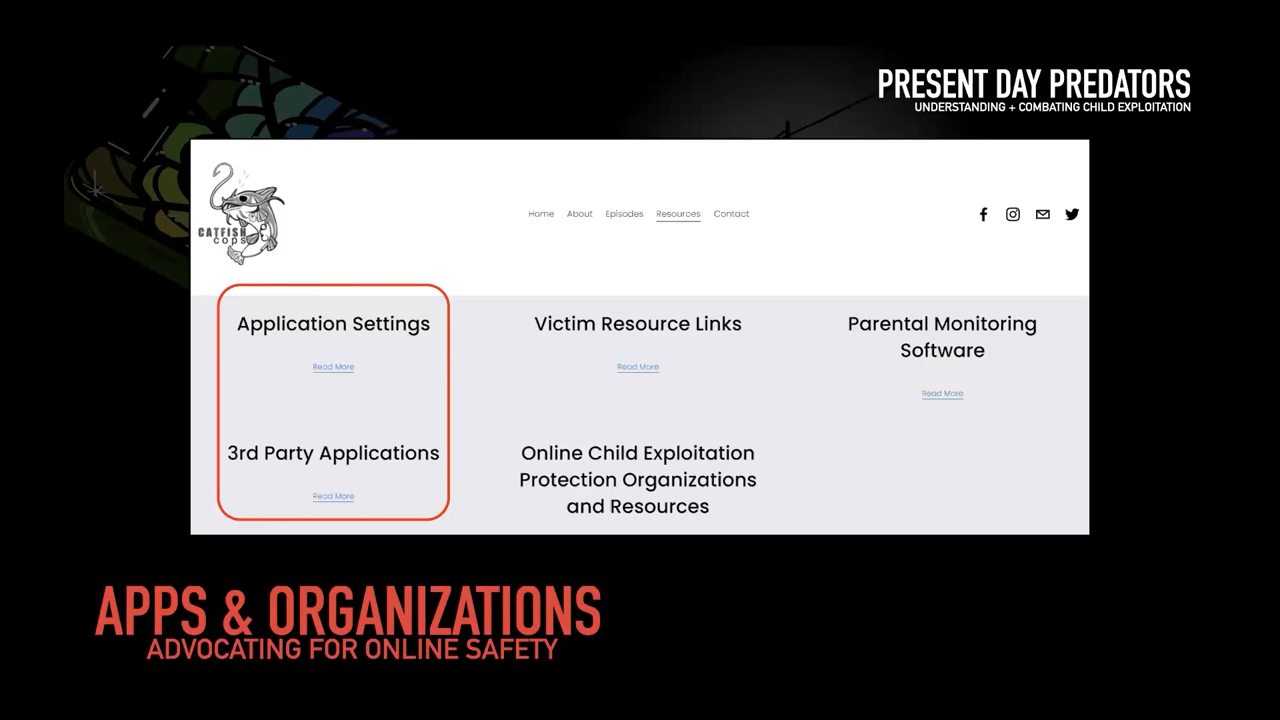 PRESENT DAY PREDATORS
UNDERSTANDING + COMBATING CHILD EXPLOITATION
CATFISH
COPS
Home About Episodes Resources Contact
Application Settings
Read More
Victim Resource Links
Read More
Parental Monitoring
Software
Read More
3rd Party Applications
Read More
Online Child Exploitation
Protection Organizations
and Resources
APPS & ORGANIZATIONS
ADVOCATING FOR ONLINE SAFETY